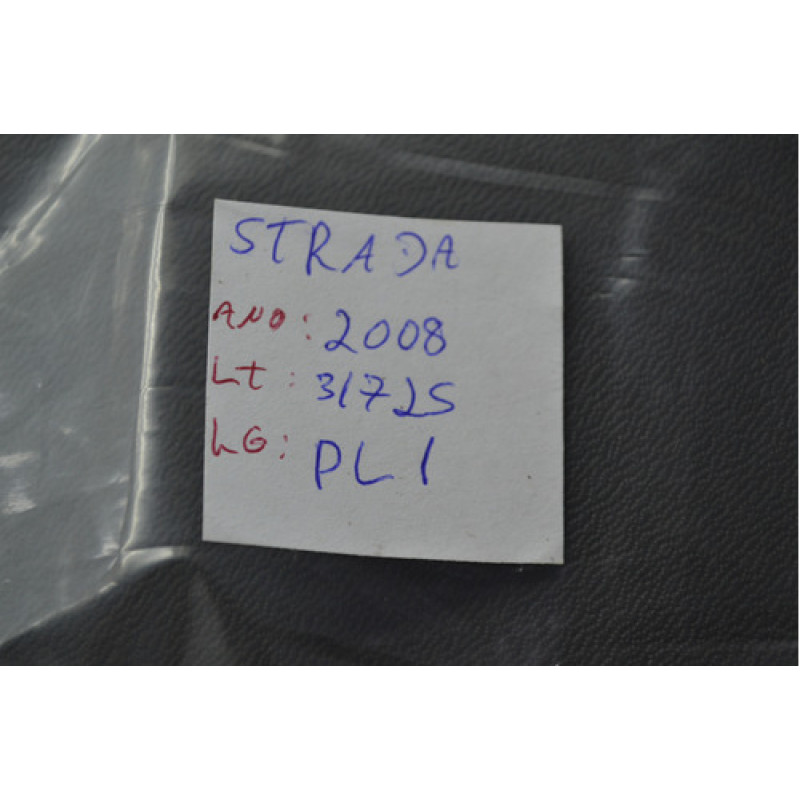 STRADA
ANO: 2008
Lt: 31725
LG: PL1